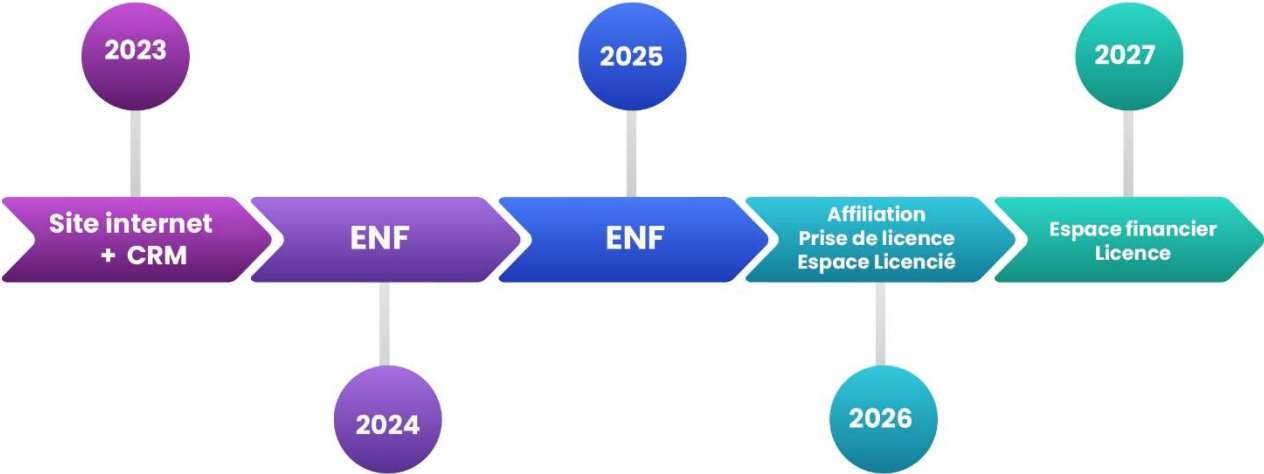 2023
2025
2027
Site internet
+ CRM
ENF
ENF
Affiliation
Prise de licence
Espace Licencié
Espace financier
Licence
2024
2026